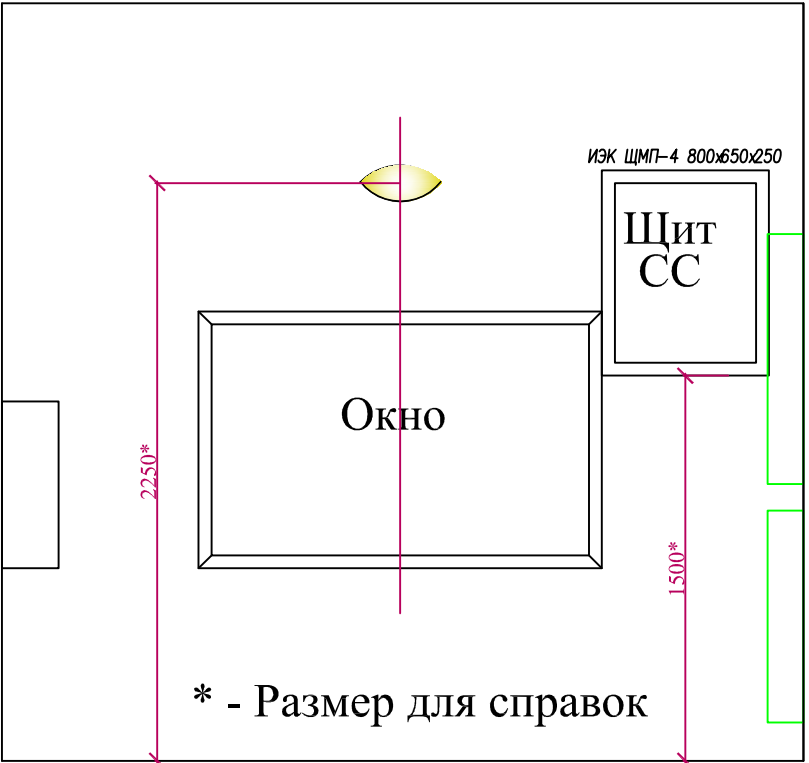 ИЭК ЩМП-4 800х650х250
Щит
СС
Окно
2250*
1500*
* - Размер для справок